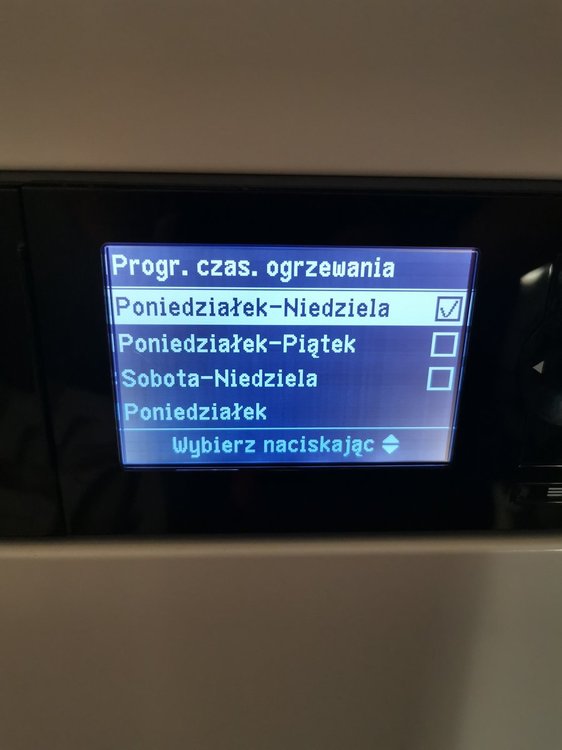 Progr. czas. ogrzewania
Poniedziałek-Niedziela
Poniedziałek-Piątek
Sobota-Niedziela
Poniedziałek
Wybierz naciskając